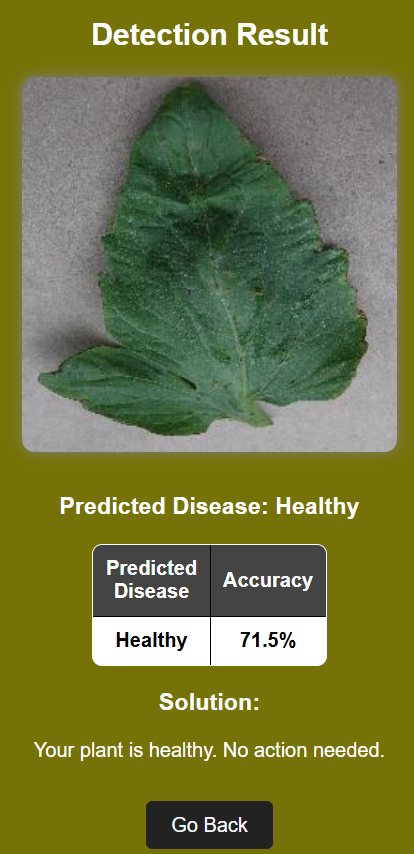 Detection Result
Predicted Disease: Healthy
Predicted Disease
Accuracy
Healthy
71.5%
Solution:
Your plant is healthy. No action needed.
Go Back